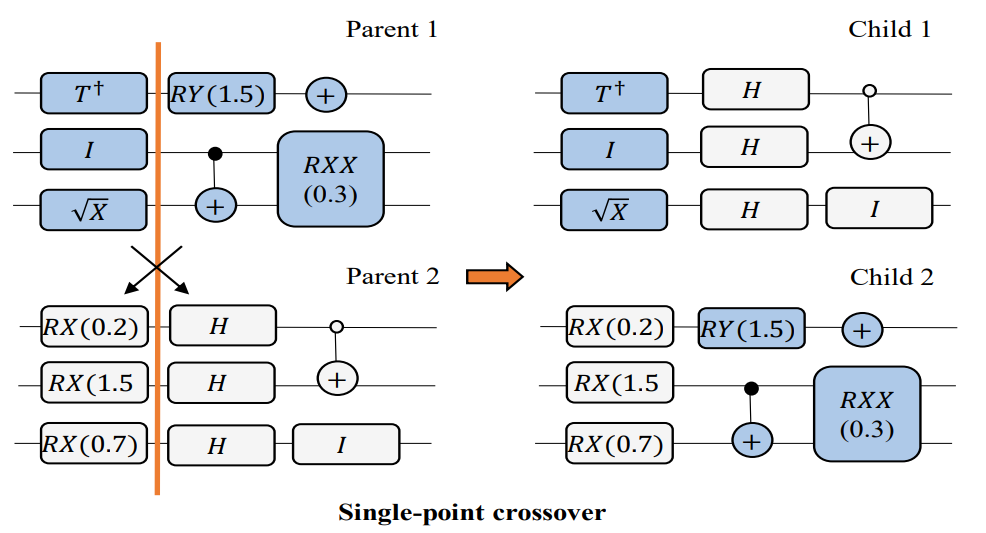 Parent 1
Child 1
T†
RY(1.5)
+
I
RXX
(0.3)
√X
+
T†
H
I
H
+
√X
H
I
Parent 2
Child 2
RX(0.2)
H
RX(1.5
H
+
RX(0.7)
H
I
RX(0.2)
RY(1.5)
+
RX(1.5
RXX
(0.3)
RX(0.7)
+
Single-point crossover